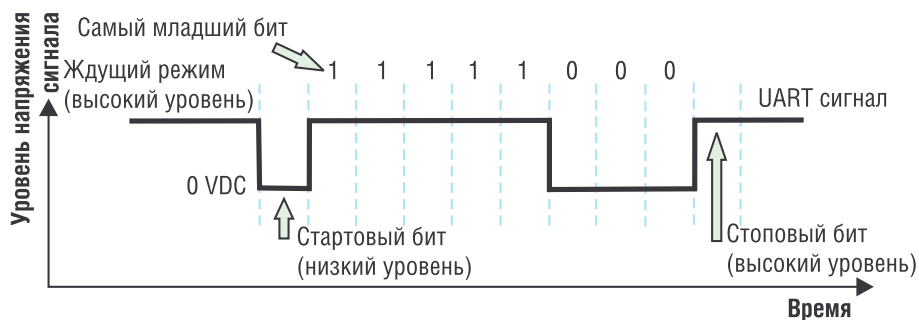 Уровень напряжения
сигнала
Самый младший бит
Ждущий режим
(высокий уровень)
1 1 1 1 1 0 0 0
UART сигнал
0 VDC
Стартовый бит
(низкий уровень)
Стоповый бит
(высокий уровень)
Время